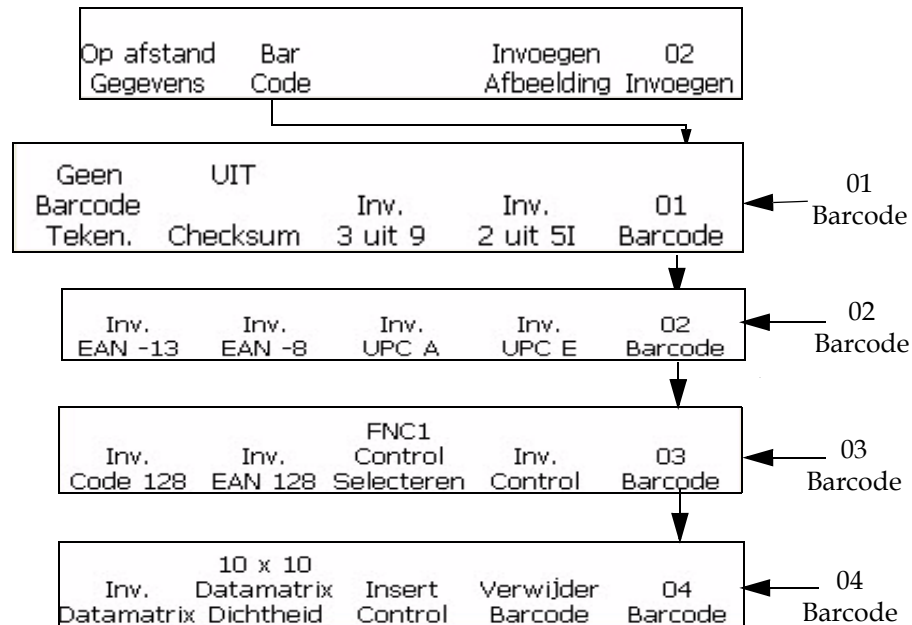 Op afstand Bar Invoegen 02
Gegevens Code Afbeelding Invoegen
Geen UIT
Barcode Inv. Inv. 01
Teken. Checksum 3 uit 9 2 uit 5I Barcode
01
Barcode
Inv. Inv. Inv. Inv. 02
EAN -13 EAN -8 UPC A UPC E Barcode
02
Barcode
FNC1
Inv. Inv. Control Inv. 03
Code 128 EAN 128 Selecteren Control Barcode
03
Barcode
10 x 10
Inv. Datamatrix Insert Verwijder 04
Datamatrix Dichtheid Control Barcode Barcode
04
Barcode